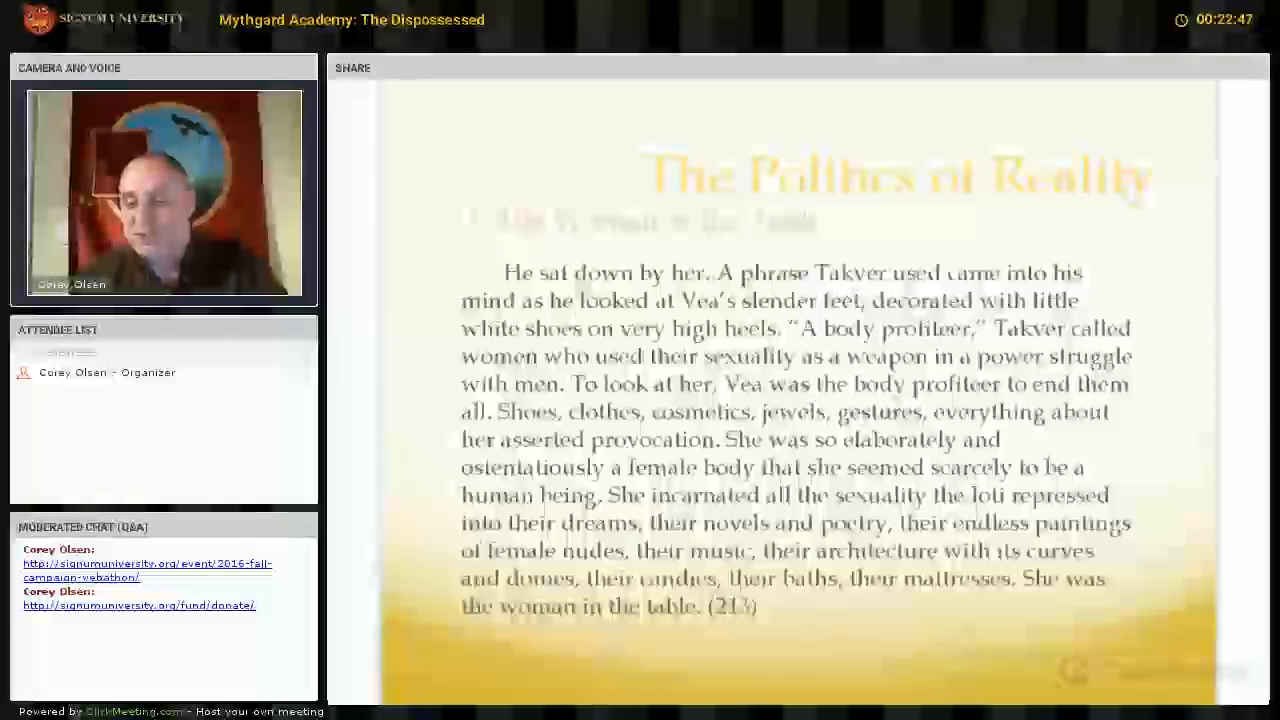 SIGNUM UNIVERSITY
Mythgard Academy: The Dispossessed
00:22:47
CAMERA AND VOICE
SHARE
Corey Olsen
ATTENDEE LIST
Corey Olsen - Organizer
MODERATED CHAT (Q&A)
Corey Olsen:
http://signumuniversity.org/event/2016-fall-
campaign-webathon/
Corey Olsen:
http://signumuniversity.org/fund/donate/
The Politics of Reality
Woman in the Table
He sat down by her. A phrase Takver used came into his
mind as he looked at Vea's slender feet, decorated with little
white shoes on very high heels. "A body profiteer," Takver called
women who used their sexuality as a weapon in a power struggle
with men. To look at her, Vea was the body profiteer to end them
all. Shoes, clothes, cosmetics, jewels, gestures, everything about
her asserted provocation. She was so elaborately and
ostentatiously a female body that she seemed scarcely to be a
human being. She incarnated all the sexuality the Ioti repressed
into their dreams, their novels and poetry, their endless paintings
of female nudes, their music, their architecture with its curves
and domes, their candies, their baths, their mattresses. She was
the woman in the table. (213)
Powered by ClickMeeting.com - Host your own meeting